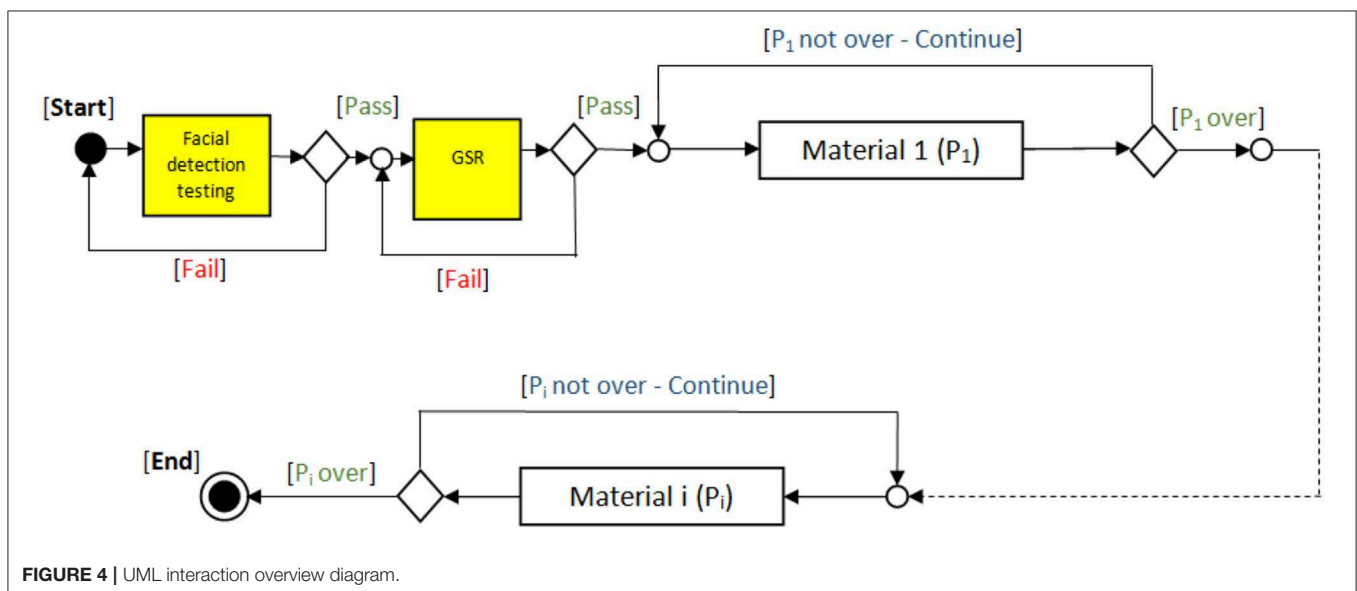 [P₁ not over - Continue]
[Start]
[Pass]
[Pass]
[P₁ over]
Facial
detection
testing
GSR
Material 1 (P₁)
[Fail]
[Fail]
[Pᵢ not over - Continue]
[End]
[Pᵢ over]
Material i (Pᵢ)
FIGURE 4 | UML interaction overview diagram.